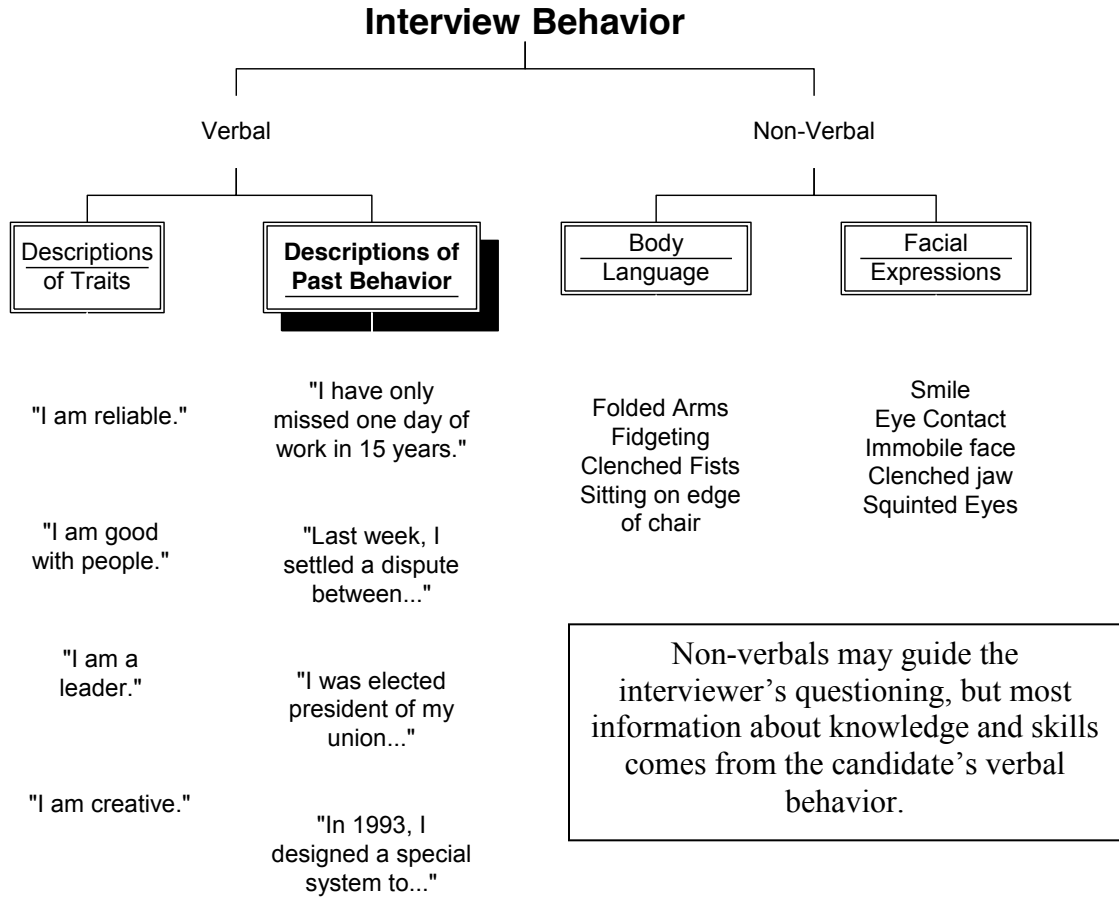 Interview Behavior
Verbal
Non-Verbal
Descriptions
of Traits
Descriptions of
Past Behavior
Body
Language
Facial
Expressions
"I am reliable."
"I am good
with people."
"I am a
leader."
"I am creative."
"I have only
missed one day of
work in 15 years."
"Last week, I
settled a dispute
between..."
"I was elected
president of my
union..."
"In 1993, I
designed a special
system to..."
Folded Arms
Fidgeting
Clenched Fists
Sitting on edge
of chair
Smile
Eye Contact
Immobile face
Clenched jaw
Squinted Eyes
Non-verbals may guide the
interviewer’s questioning, but most
information about knowledge and skills
comes from the candidate’s verbal
behavior.